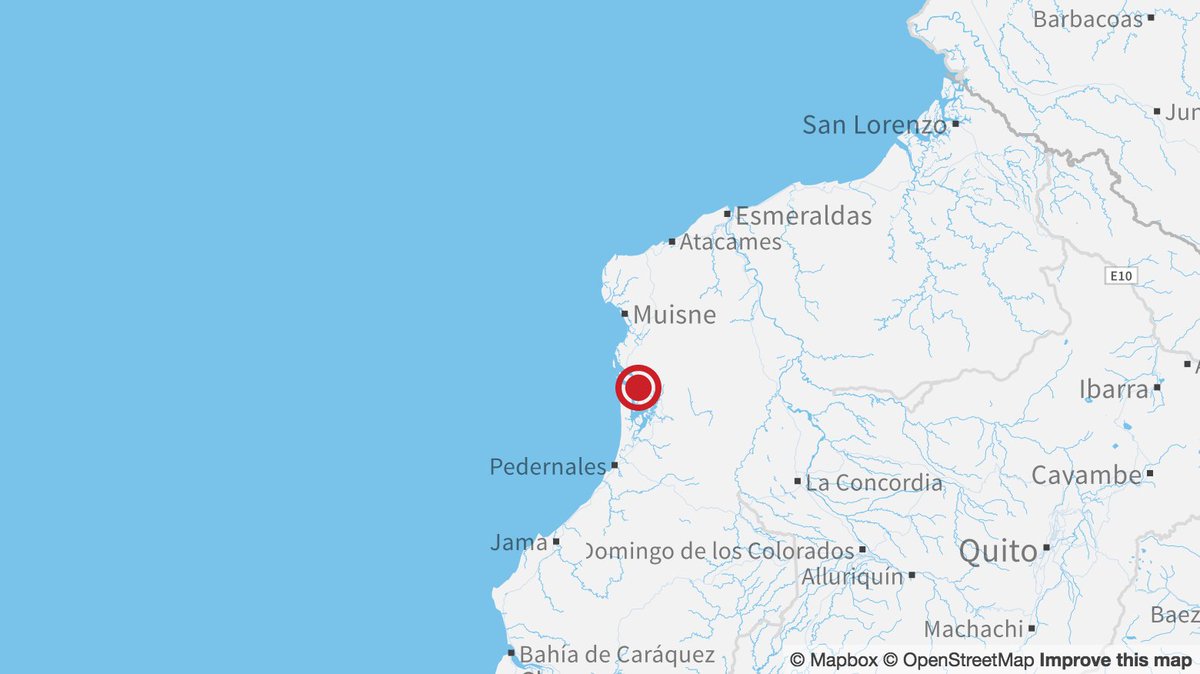 Barbacoas
Jun
San Lorenzo
Esmeraldas
Atacames
E10
Muisne
A
Ibarra
Pedernales
Cavambe
La Concordia
Jama
Domingo de los Colorados
Quito
Alluriquín
Baez
Machachi
Bahía de Caráquez
© Mapbox © OpenStreetMap Improve this map